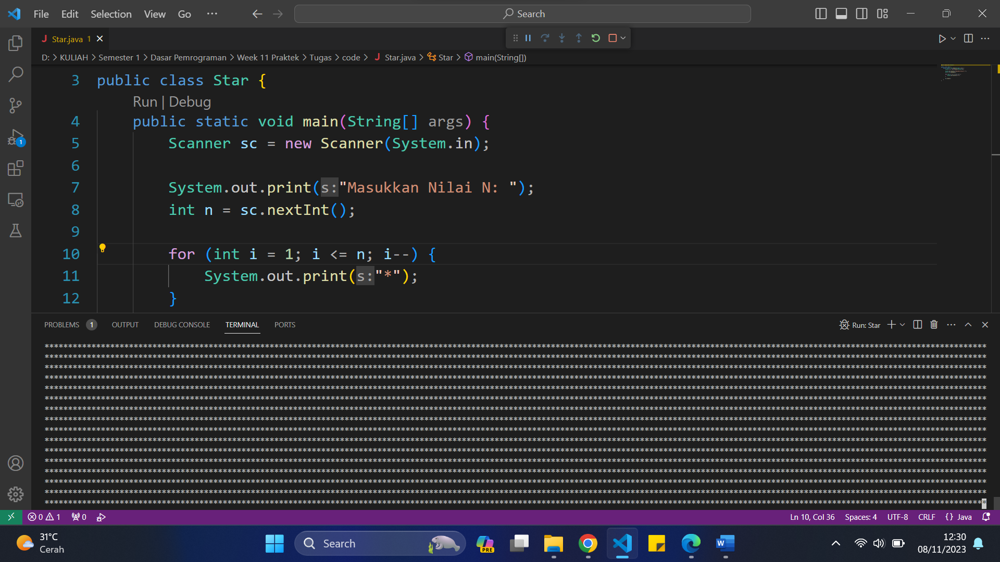 File Edit Selection View Go ··· Search
Star.java 1
D: > KULIAH > Semester 1 > Dasar Pemrograman > Week 11 Praktek > Tugas > code > Star.java > Star > main(String[])
3 public class Star {
Run | Debug
4 public static void main(String[] args) {
5 Scanner sc = new Scanner(System.in);
6
7 System.out.print(s:"Masukkan Nilai N: ");
8 int n = sc.nextInt();
9
10 for (int i = 1; i <= n; i--) {
11 System.out.print(s:"*");
12 }
PROBLEMS 1 OUTPUT DEBUG CONSOLE TERMINAL PORTS Run: Star
1
0 1 0 Ln 10, Col 36 Spaces: 4 UTF-8 CRLF {} Java
31°C
Cerah
Search
PRE
12:30
08/11/2023